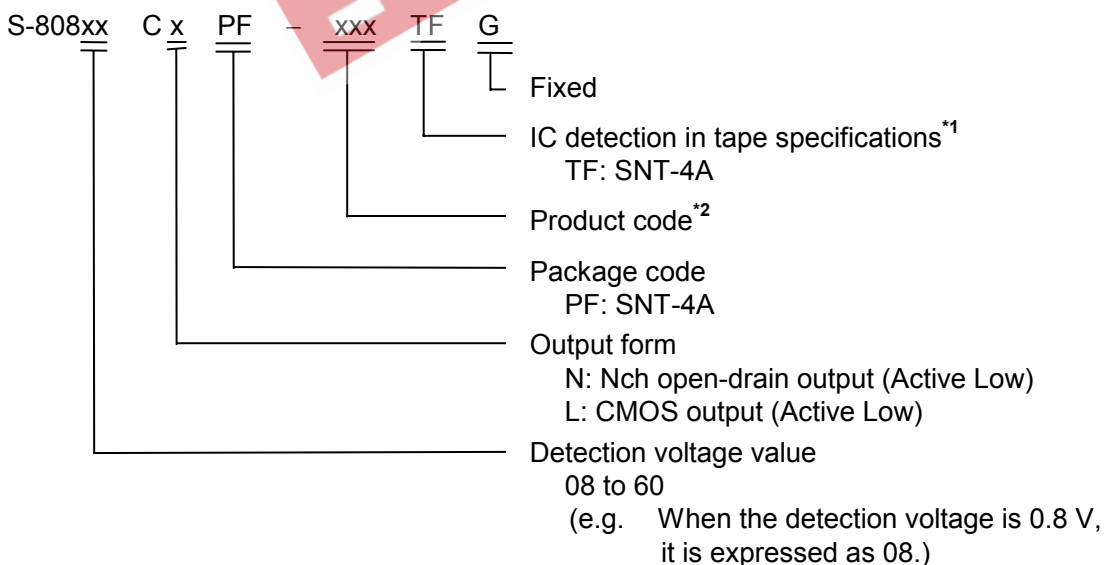 S-808xx C x PF – xxx TF G
Fixed
IC detection in tape specifications*1
TF: SNT-4A
Product code*2
Package code
PF: SNT-4A
Output form
N: Nch open-drain output (Active Low)
L: CMOS output (Active Low)
Detection voltage value
08 to 60
(e.g. When the detection voltage is 0.8 V,
it is expressed as 08.)